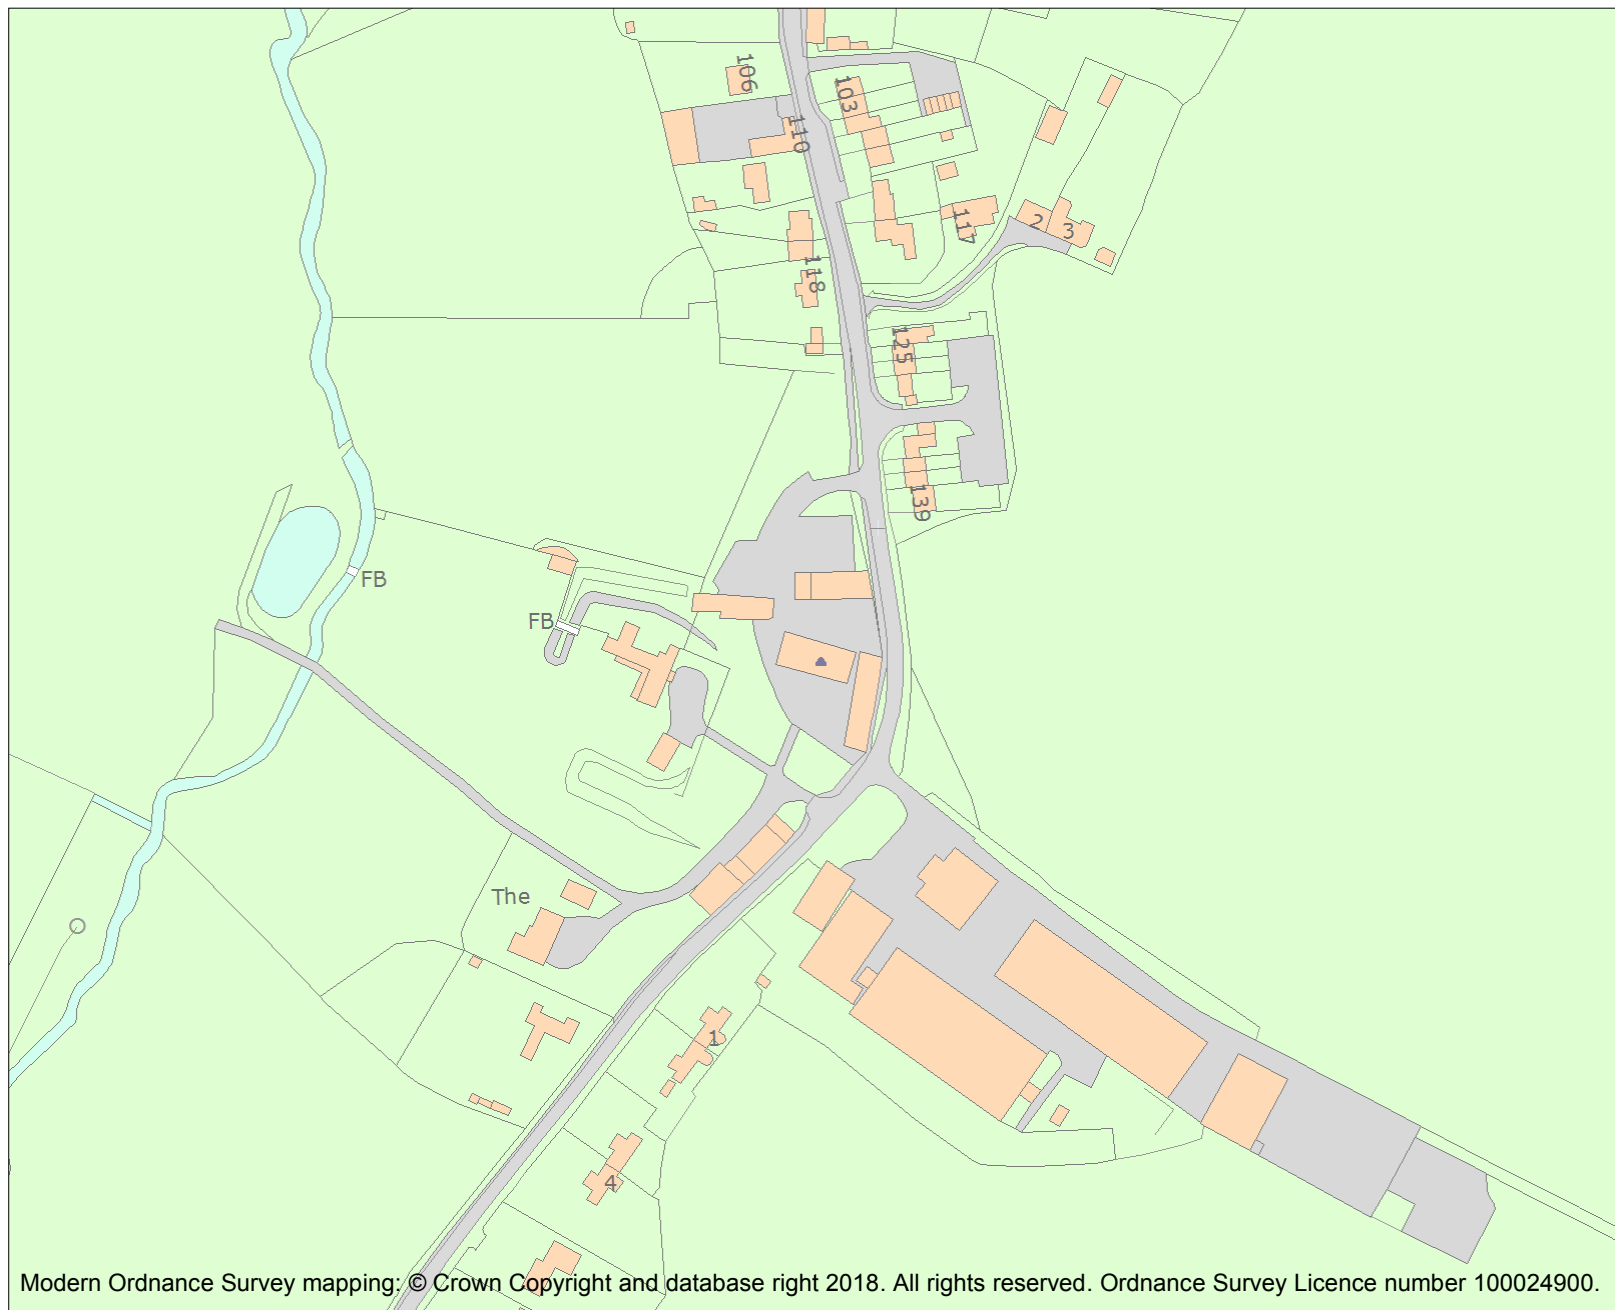 106
103
110
117
2
3
118
125
139
FB
FB
The
1
4
Modern Ordnance Survey mapping: © Crown Copyright and database right 2018. All rights reserved. Ordnance Survey Licence number 100024900.